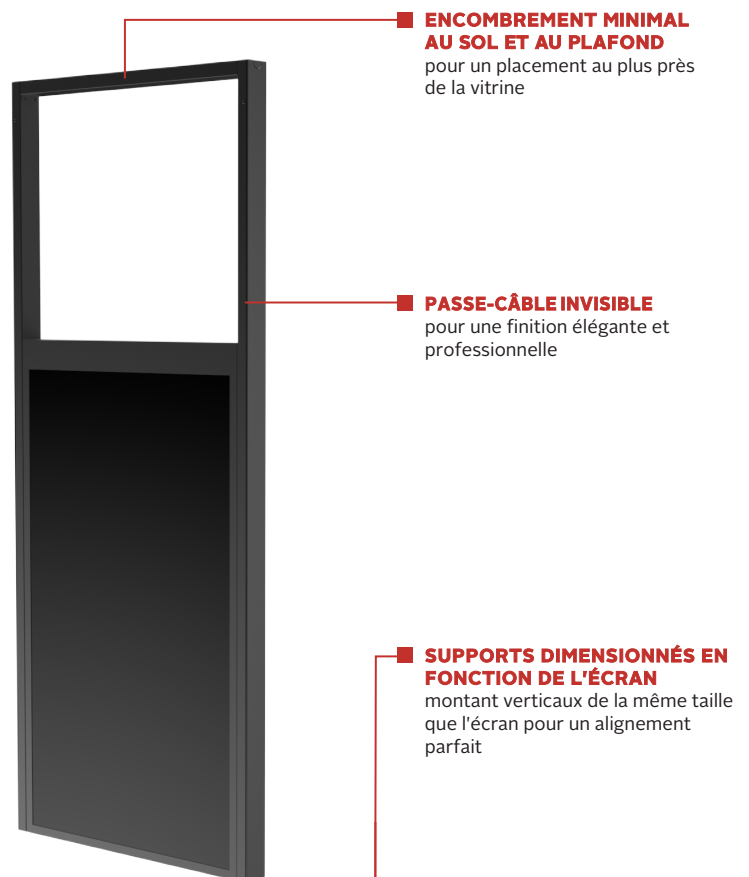 ENCOMBREMENT MINIMAL
AU SOL ET AU PLAFOND
pour un placement au plus près
de la vitrine
PASSE-CÂBLE INVISIBLE
pour une finition élégante et
professionnelle
SUPPORTS DIMENSIONNÉS EN
FONCTION DE L'ÉCRAN
montant verticaux de la même taille
que l'écran pour un alignement
parfait